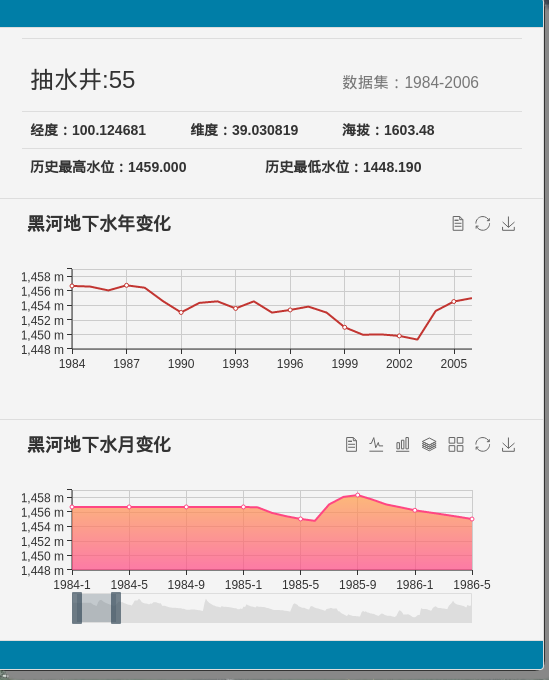 抽水井:55 数据集：1984-2006
经度：100.124681 维度：39.030819 海拔：1603.48
历史最高水位：1459.000 历史最低水位：1448.190
黑河地下水年变化
1,458 m
1,456 m
1,454 m
1,452 m
1,450 m
1,448 m
1984 1987 1990 1993 1996 1999 2002 2005
黑河地下水月变化
1,458 m
1,456 m
1,454 m
1,452 m
1,450 m
1,448 m
1984-1 1984-5 1984-9 1985-1 1985-5 1985-9 1986-1 1986-5